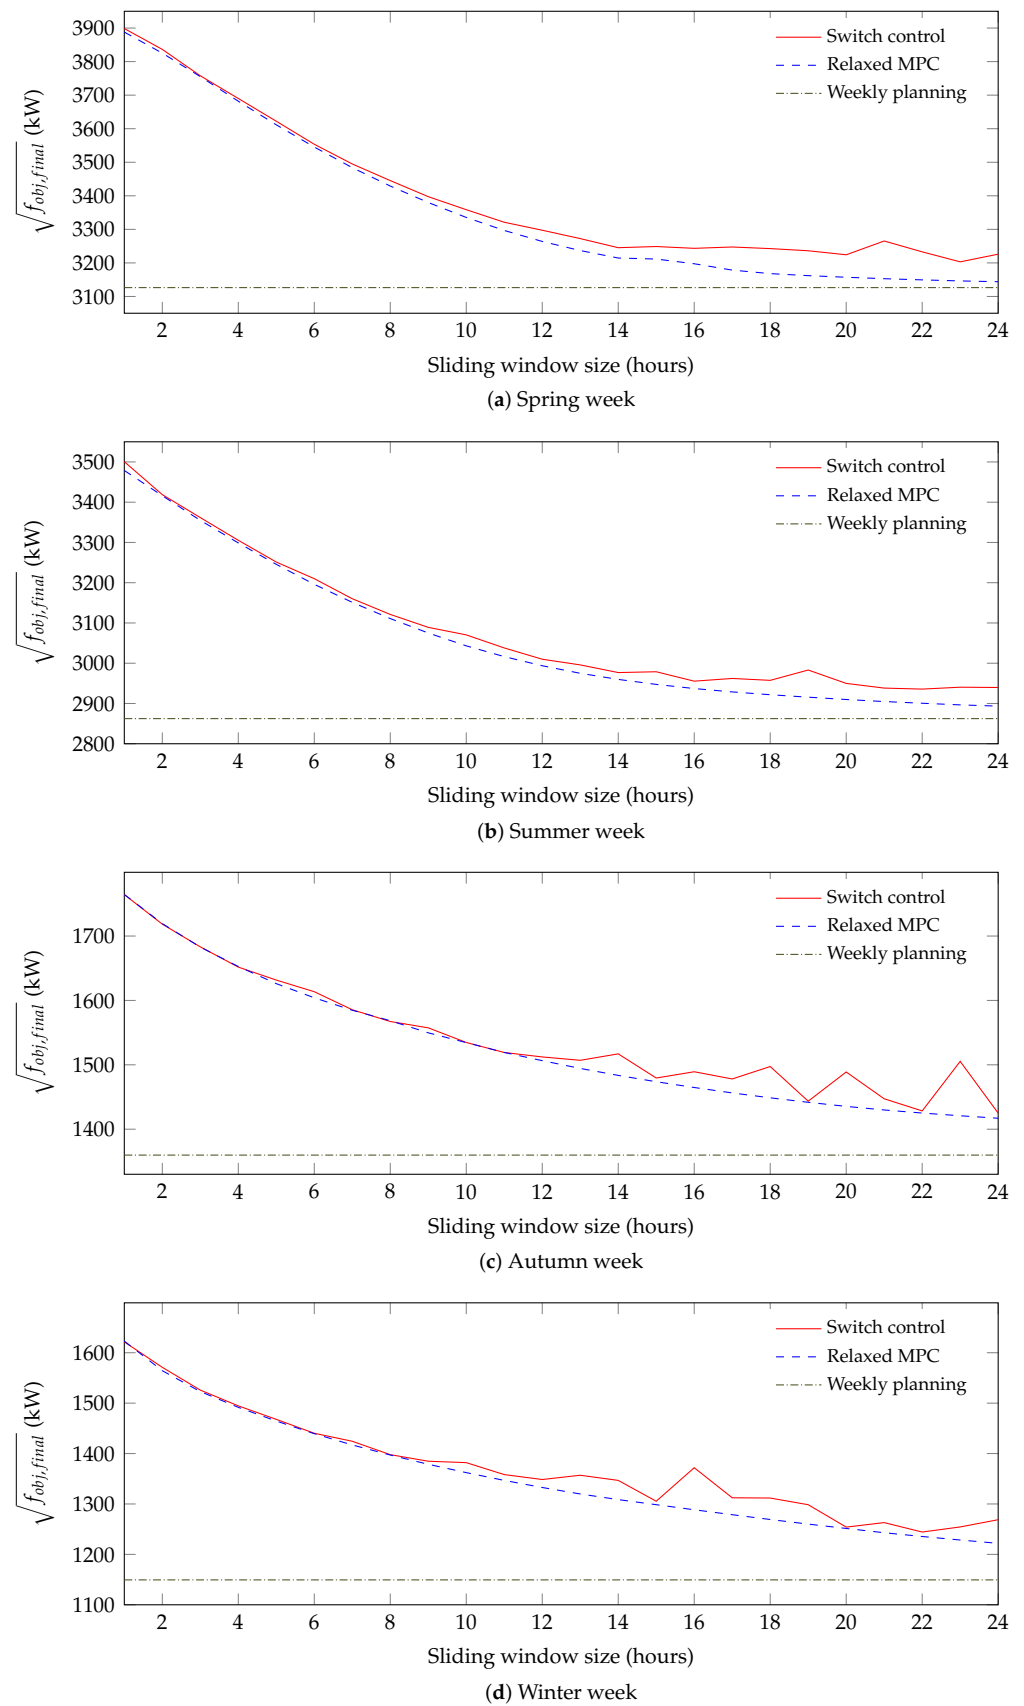 3900
3800
3700
3600
3500
3400
3300
3200
3100
√f_obj,final (kW)
Switch control
Relaxed MPC
Weekly planning
2 4 6 8 10 12 14 16 18 20 22 24
Sliding window size (hours)
(a) Spring week
3500
3400
3300
3200
3100
3000
2900
2800
√f_obj,final (kW)
Switch control
Relaxed MPC
Weekly planning
2 4 6 8 10 12 14 16 18 20 22 24
Sliding window size (hours)
(b) Summer week
1700
1600
1500
1400
√f_obj,final (kW)
Switch control
Relaxed MPC
Weekly planning
2 4 6 8 10 12 14 16 18 20 22 24
Sliding window size (hours)
(c) Autumn week
1600
1500
1400
1300
1200
1100
√f_obj,final (kW)
Switch control
Relaxed MPC
Weekly planning
2 4 6 8 10 12 14 16 18 20 22 24
Sliding window size (hours)
(d) Winter week